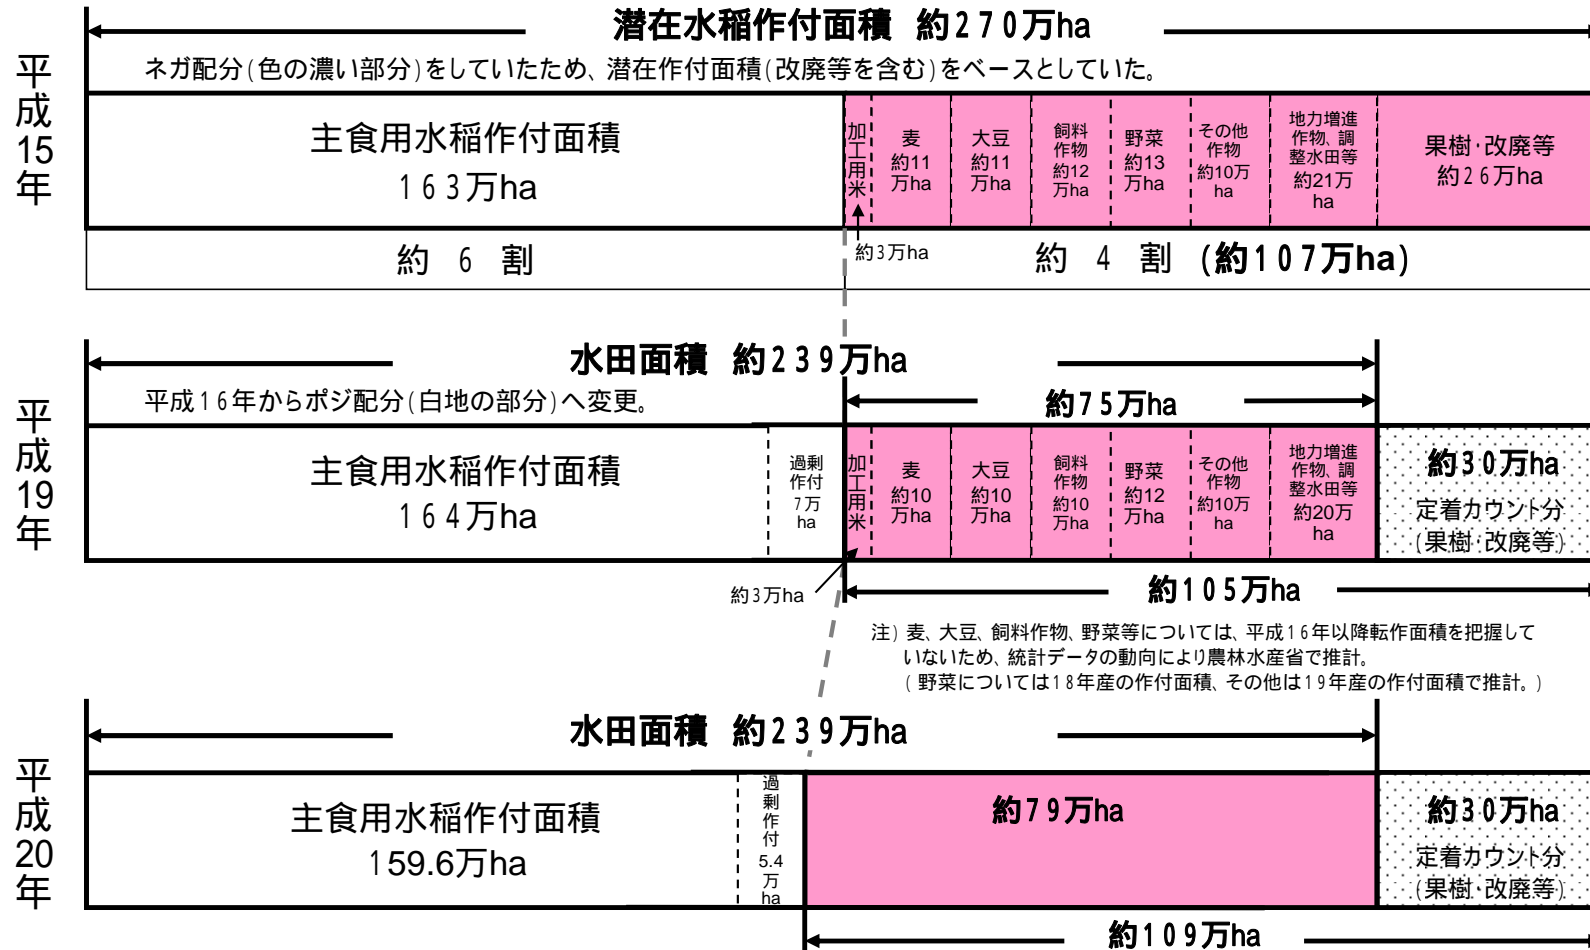 潜在水稲作付面積 約270万ha
ネガ配分(色の濃い部分)をしていたため、潜在作付面積(改廃等を含む)をベースとしていた。
平成15年
主食用水稲作付面積
163万ha
加工用米
麦
約11
万ha
大豆
約11
万ha
飼料
作物
約12
万ha
野菜
約13
万ha
その他
作物
約10万
ha
地力増進
作物、調
整水田等
約21万
ha
果樹・改廃等
約26万ha
約 6 割
約3万ha
約 4 割 (約107万ha)
水田面積 約239万ha
平成16年からポジ配分(白地の部分)へ変更。
約75万ha
平成19年
主食用水稲作付面積
164万ha
過剰
作付
7万
ha
加工用米
麦
約10
万ha
大豆
約10
万ha
飼料
作物
約10
万ha
野菜
約12
万ha
その他
作物
約10万
ha
地力増進
作物、調
整水田等
約20万
ha
約30万ha
定着カウント分
(果樹・改廃等)
約3万ha
約105万ha
注) 麦、大豆、飼料作物、野菜等については、平成16年以降転作面積を把握して
いないため、統計データの動向により農林水産省で推計。
(野菜については18年産の作付面積、その他は19年産の作付面積で推計。)
水田面積 約239万ha
平成20年
主食用水稲作付面積
159.6万ha
過剰作付
5.4
万
ha
約79万ha
約30万ha
定着カウント分
(果樹・改廃等)
約109万ha